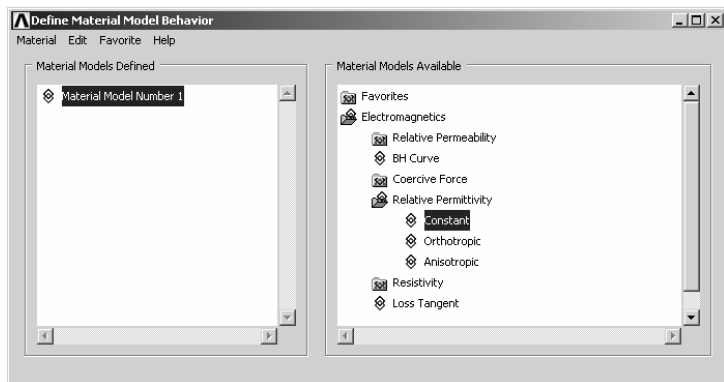 Define Material Model Behavior
Material Edit Favorite Help
Material Models Defined
Material Model Number 1
Material Models Available
Favorites
Electromagnetics
Relative Permeability
BH Curve
Coercive Force
Relative Permittivity
Constant
Orthotropic
Anisotropic
Resistivity
Loss Tangent